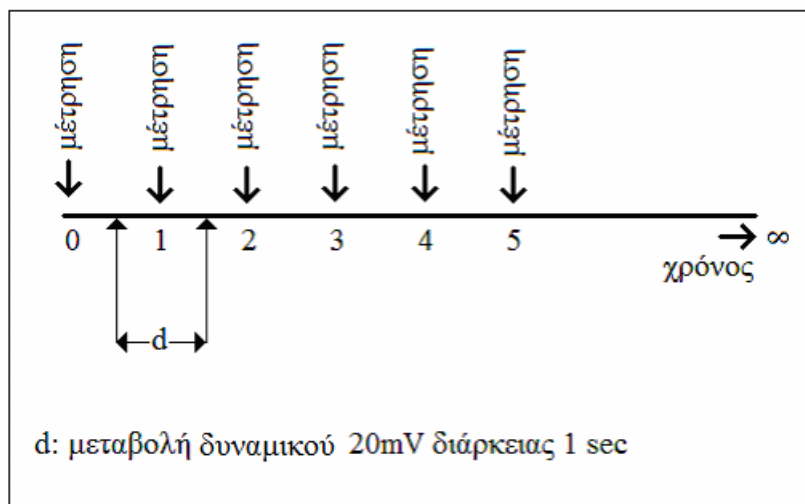 μέτρηση μέτρηση μέτρηση μέτρηση μέτρηση μέτρηση
0 1 2 3 4 5 ∞
χρόνος
d
d: μεταβολή δυναμικού 20mV διάρκειας 1 sec